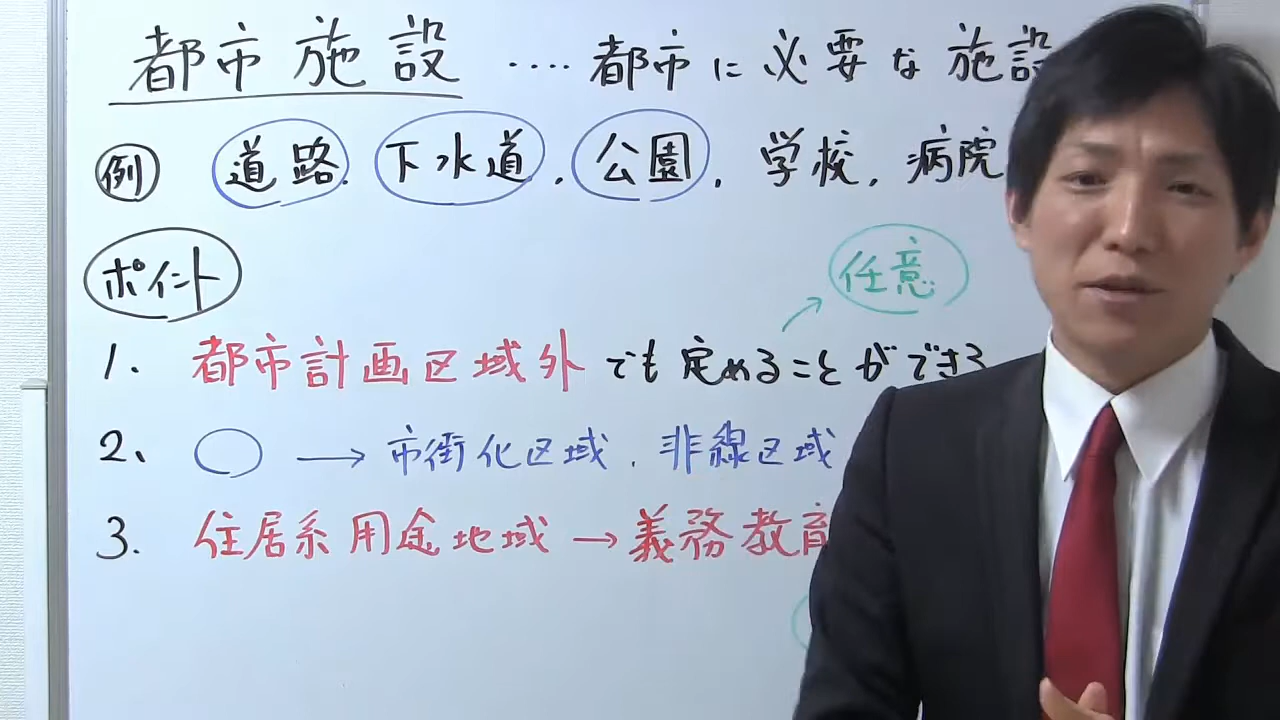 都市施設 ‥‥ 都市に必要な施設
例 道路、下水道、公園、学校、病院
ポイント
任意
1. 都市計画区域外でも定めることができる
2、 ○ → 市街化区域、非線区域
3. 住居系用途地域 → 義務教育